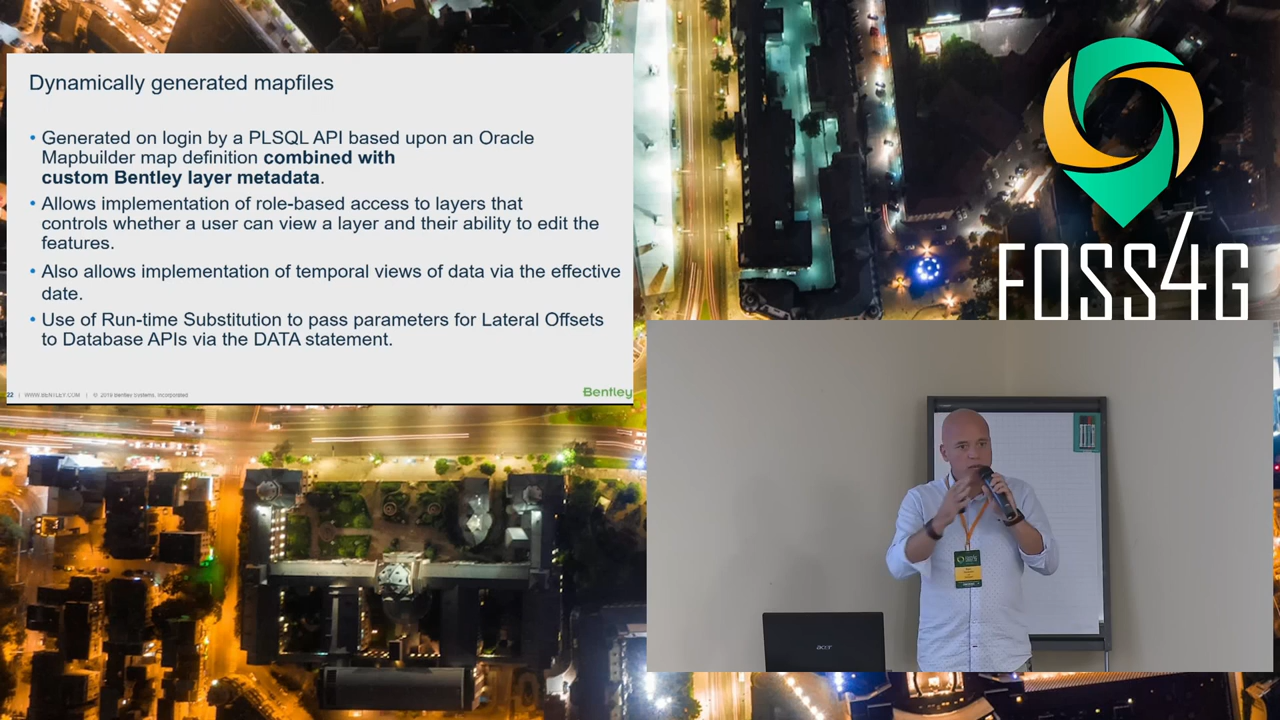 Dynamically generated mapfiles
• Generated on login by a PLSQL API based upon an Oracle
Mapbuilder map definition combined with
custom Bentley layer metadata.
• Allows implementation of role-based access to layers that
controls whether a user can view a layer and their ability to edit the
features.
• Also allows implementation of temporal views of data via the effective
date.
• Use of Run-time Substitution to pass parameters for Lateral Offsets
to Database APIs via the DATA statement.
22 | WWW.BENTLEY.COM | © 2019 Bentley Systems, Incorporated
Bentley
FOSS4G
acer